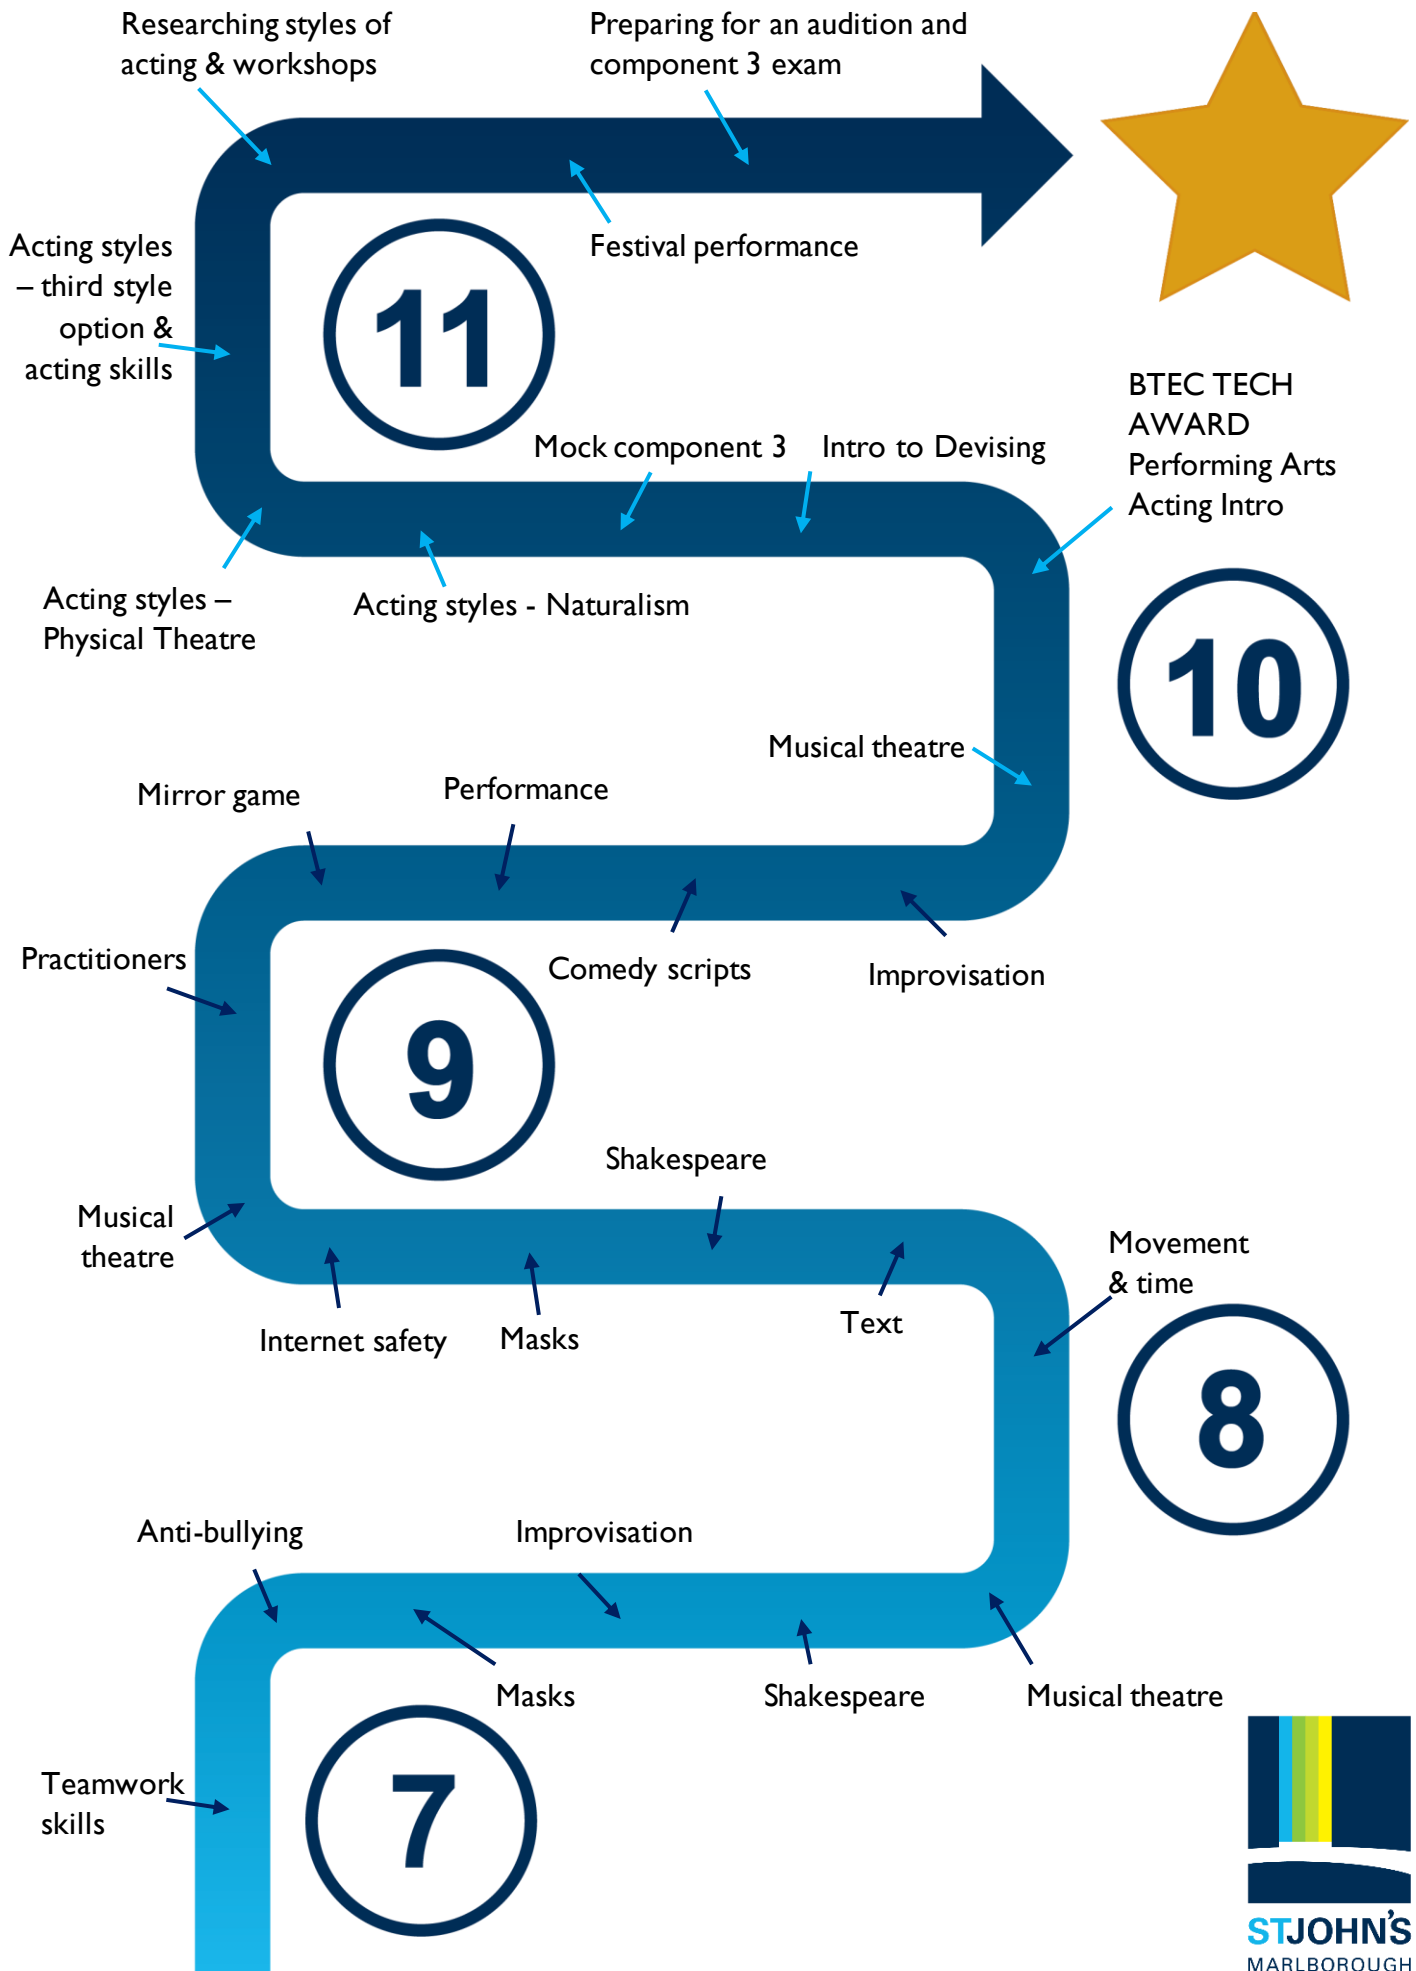 Researching styles of
acting & workshops
Preparing for an audition and
component 3 exam
Festival performance
Acting styles
– third style
option &
acting skills
11
BTEC TECH
AWARD
Performing Arts
Acting Intro
Mock component 3
Intro to Devising
Acting styles –
Physical Theatre
Acting styles - Naturalism
10
Musical theatre
Mirror game
Performance
Practitioners
Comedy scripts
Improvisation
9
Shakespeare
Musical
theatre
Movement
& time
Internet safety
Masks
Text
8
Anti-bullying
Improvisation
Masks
Shakespeare
Musical theatre
Teamwork
skills
7
STJOHN'S
MARLBOROUGH